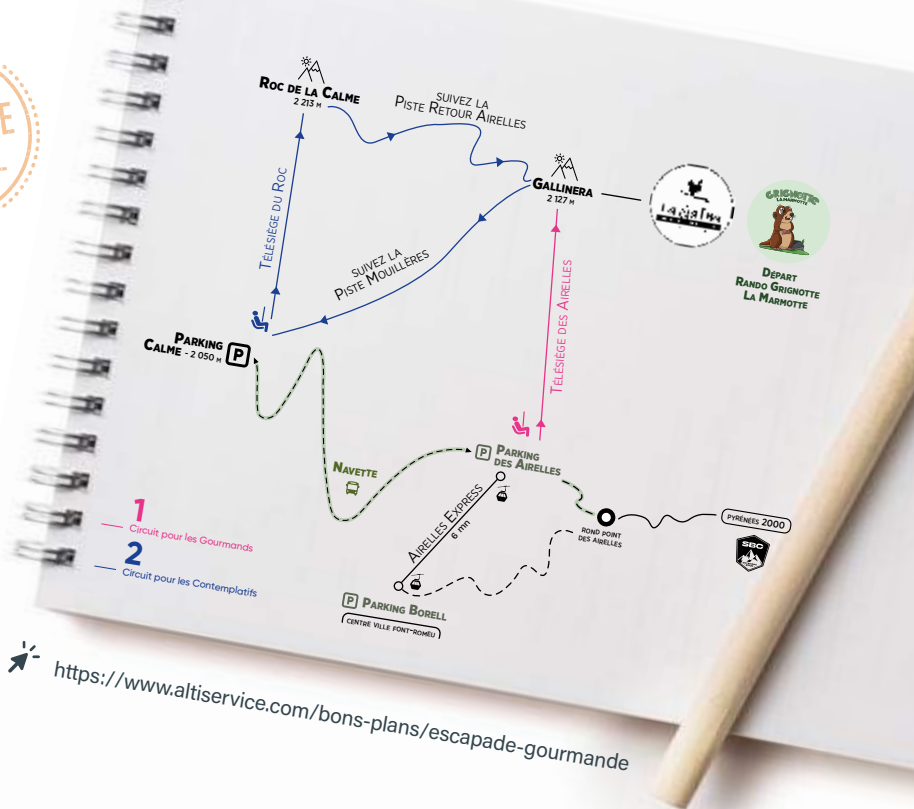 E
Roc de la Calme
2 213 m
suivez la
Piste Retour Airelles
Gallinera
2 127 m
Grignotte
la marmotte
Départ
Rando Grignotte
La Marmotte
Télésiège du Roc
suivez la
Piste Mouillères
Télésiège des Airelles
Parking
Calme - 2 050 m
P
P
Parking
des Airelles
Navette
Airelles Express
6 mn
rond point
des Airelles
Pyrénées 2000
SBC
1
Circuit pour les Gourmands
2
Circuit pour les Contemplatifs
P Parking Borell
centre ville Font-Romeu
https://www.altiservice.com/bons-plans/escapade-gourmande